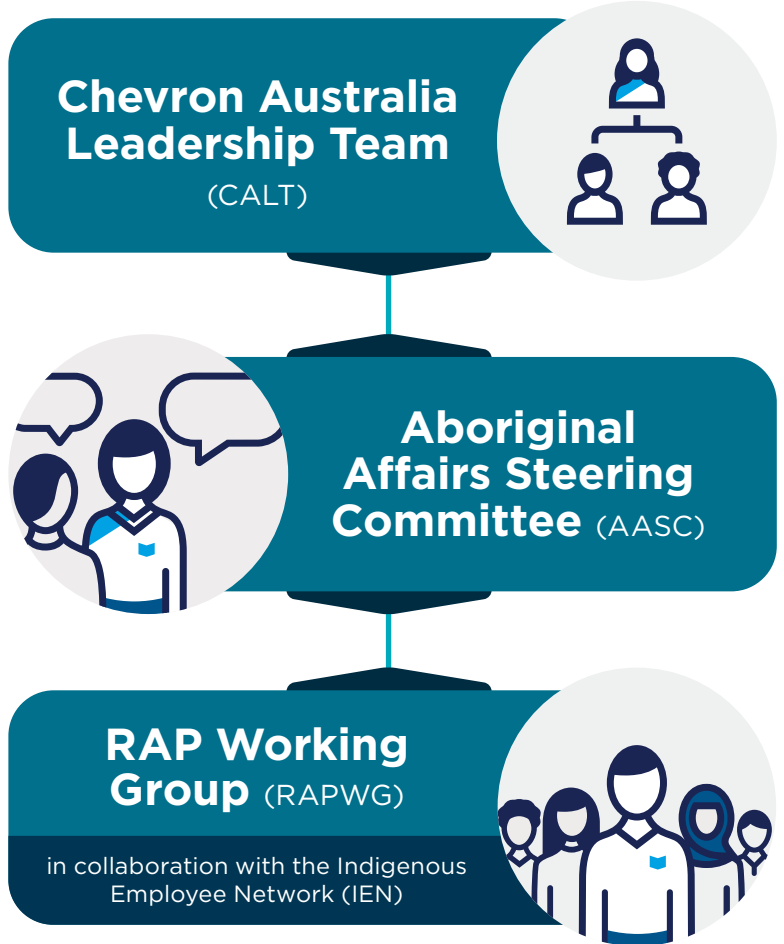 Chevron Australia
Leadership Team
(CALT)
Aboriginal
Affairs Steering
Committee (AASC)
RAP Working
Group (RAPWG)
in collaboration with the Indigenous
Employee Network (IEN)